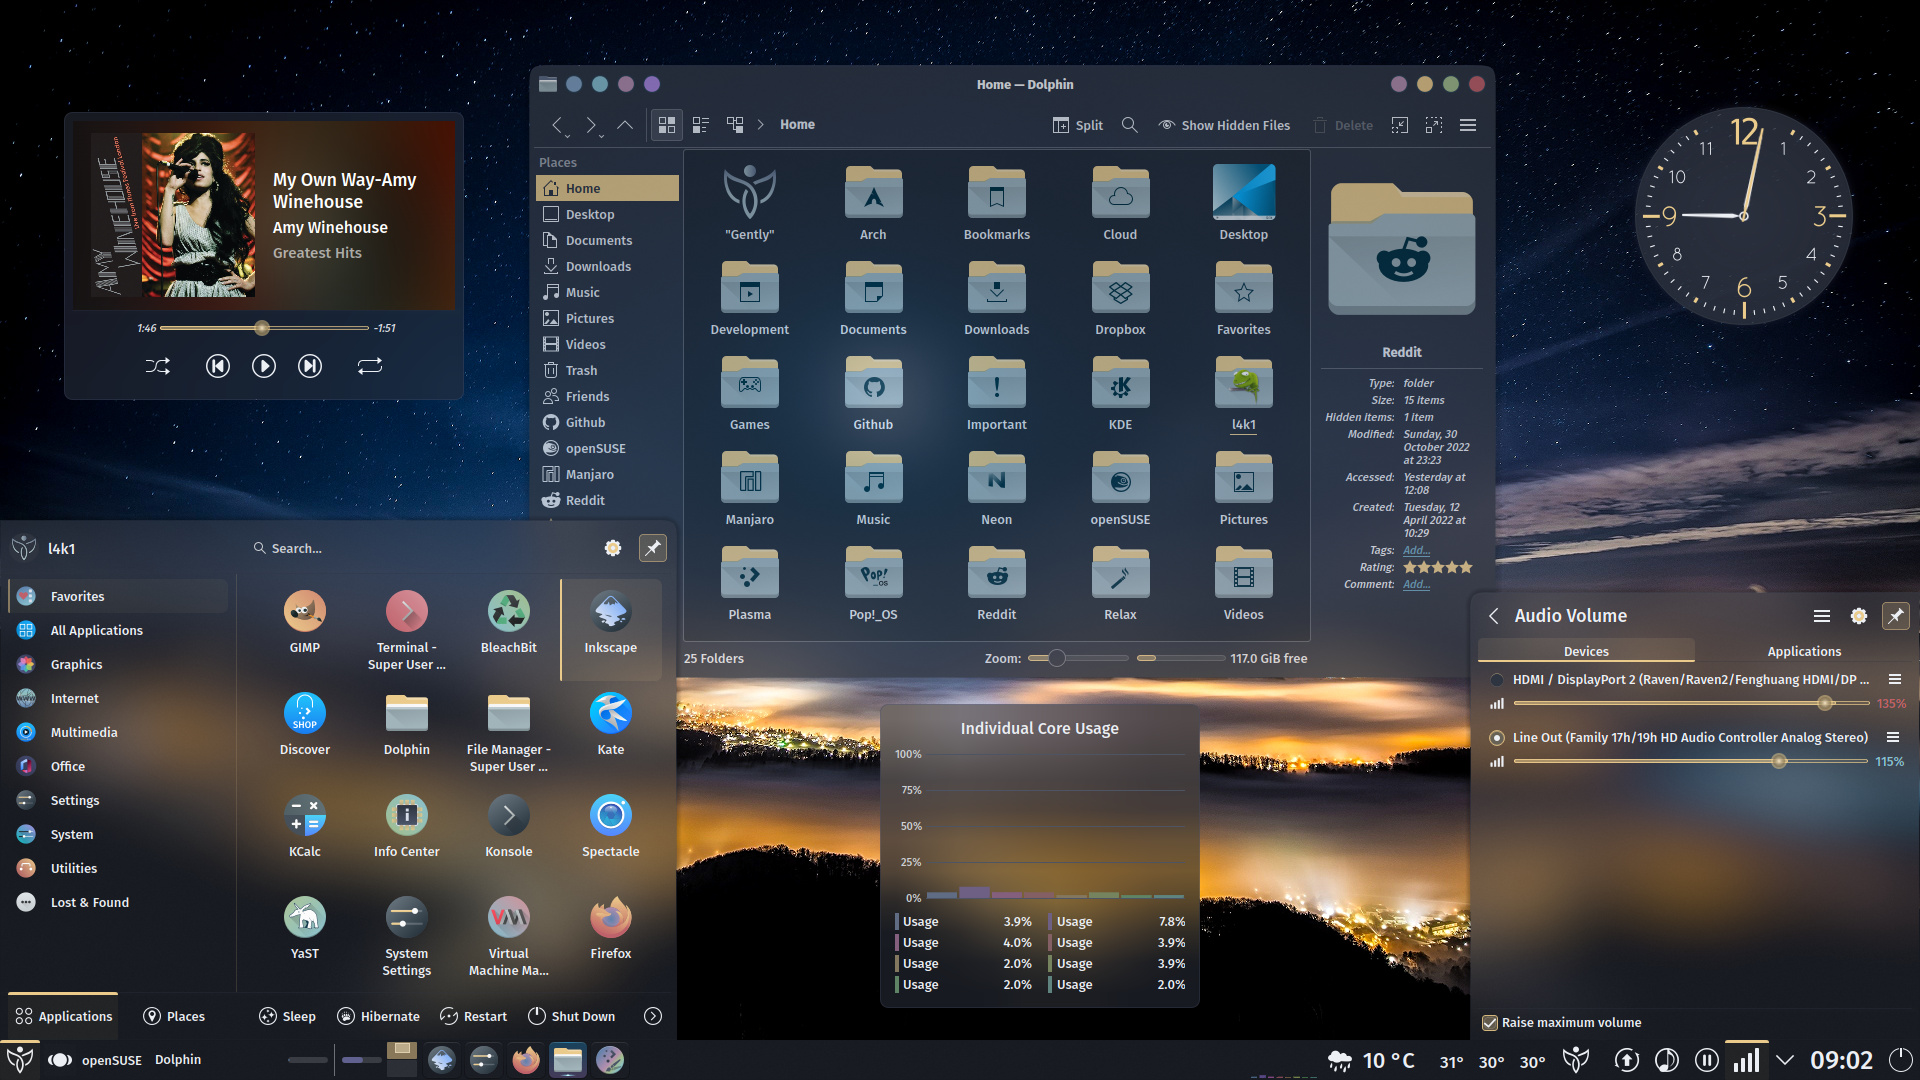 My Own Way-Amy
Winehouse
Amy Winehouse
Greatest Hits
AMY WINEHOUSE
1:46
-1:51
Home — Dolphin
Home
Split
Show Hidden Files
Delete
Places
Home
Desktop
Documents
Downloads
Music
Pictures
Videos
Trash
Friends
Github
openSUSE
Manjaro
Reddit
"Gently"
Arch
Bookmarks
Cloud
Desktop
Development
Documents
Downloads
Dropbox
Favorites
Games
Github
Important
KDE
l4k1
Manjaro
Music
Neon
openSUSE
Pictures
Plasma
Pop!_OS
Reddit
Relax
Videos
Pop!
_OS
N
25 Folders
Zoom:
117.0 GiB free
Reddit
Type: folder
Size: 15 Items
Hidden items: 1 item
Modified: Sunday, 30
October 2022
at 23:23
Accessed: Yesterday at
12:08
Created: Tuesday, 12
April 2022 at
10:29
Tags: Add...
Rating:
Comment: Add...
12
1
2
3
4
5
6
7
8
9
10
11
l4k1
Search...
Favorites
All Applications
Graphics
Internet
Multimedia
Office
Settings
System
Utilities
Lost & Found
GIMP
Terminal -
Super User ...
BleachBit
Inkscape
SHOP
Discover
Dolphin
File Manager -
Super User ...
Kate
KCalc
Info Center
Konsole
Spectacle
YaST
System
Settings
VM
Virtual
Machine Ma...
Firefox
Applications
Places
Sleep
Hibernate
Restart
Shut Down
Individual Core Usage
100%
75%
50%
25%
0%
Usage 3.9% Usage 7.8%
Usage 4.0% Usage 3.9%
Usage 2.0% Usage 3.9%
Usage 2.0% Usage 2.0%
Audio Volume
Devices
Applications
HDMI / DisplayPort 2 (Raven/Raven2/Fenghuang HDMI/DP ...
135%
Line Out (Family 17h/19h HD Audio Controller Analog Stereo)
115%
Raise maximum volume
openSUSE
Dolphin
10 °C
31° 30° 30°
09:02